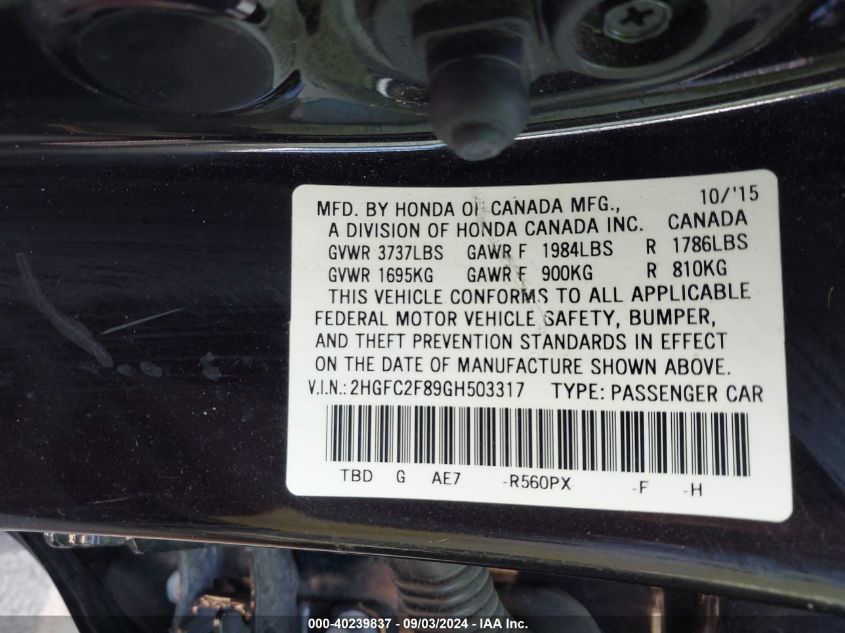 MFD. BY HONDA OF CANADA MFG., 10/'15
A DIVISION OF HONDA CANADA INC. CANADA
GVWR 3737LBS GAWR F 1984LBS R 1786LBS
GVWR 1695KG GAWR F 900KG R 810KG
THIS VEHICLE CONFORMS TO ALL APPLICABLE
FEDERAL MOTOR VEHICLE SAFETY, BUMPER,
AND THEFT PREVENTION STANDARDS IN EFFECT
ON THE DATE OF MANUFACTURE SHOWN ABOVE.
V.I.N.: 2HGFC2F89GH503317 TYPE: PASSENGER CAR
TBD G AE7 -R560PX -F -H
000-40239837 - 09/03/2024 - IAA Inc.